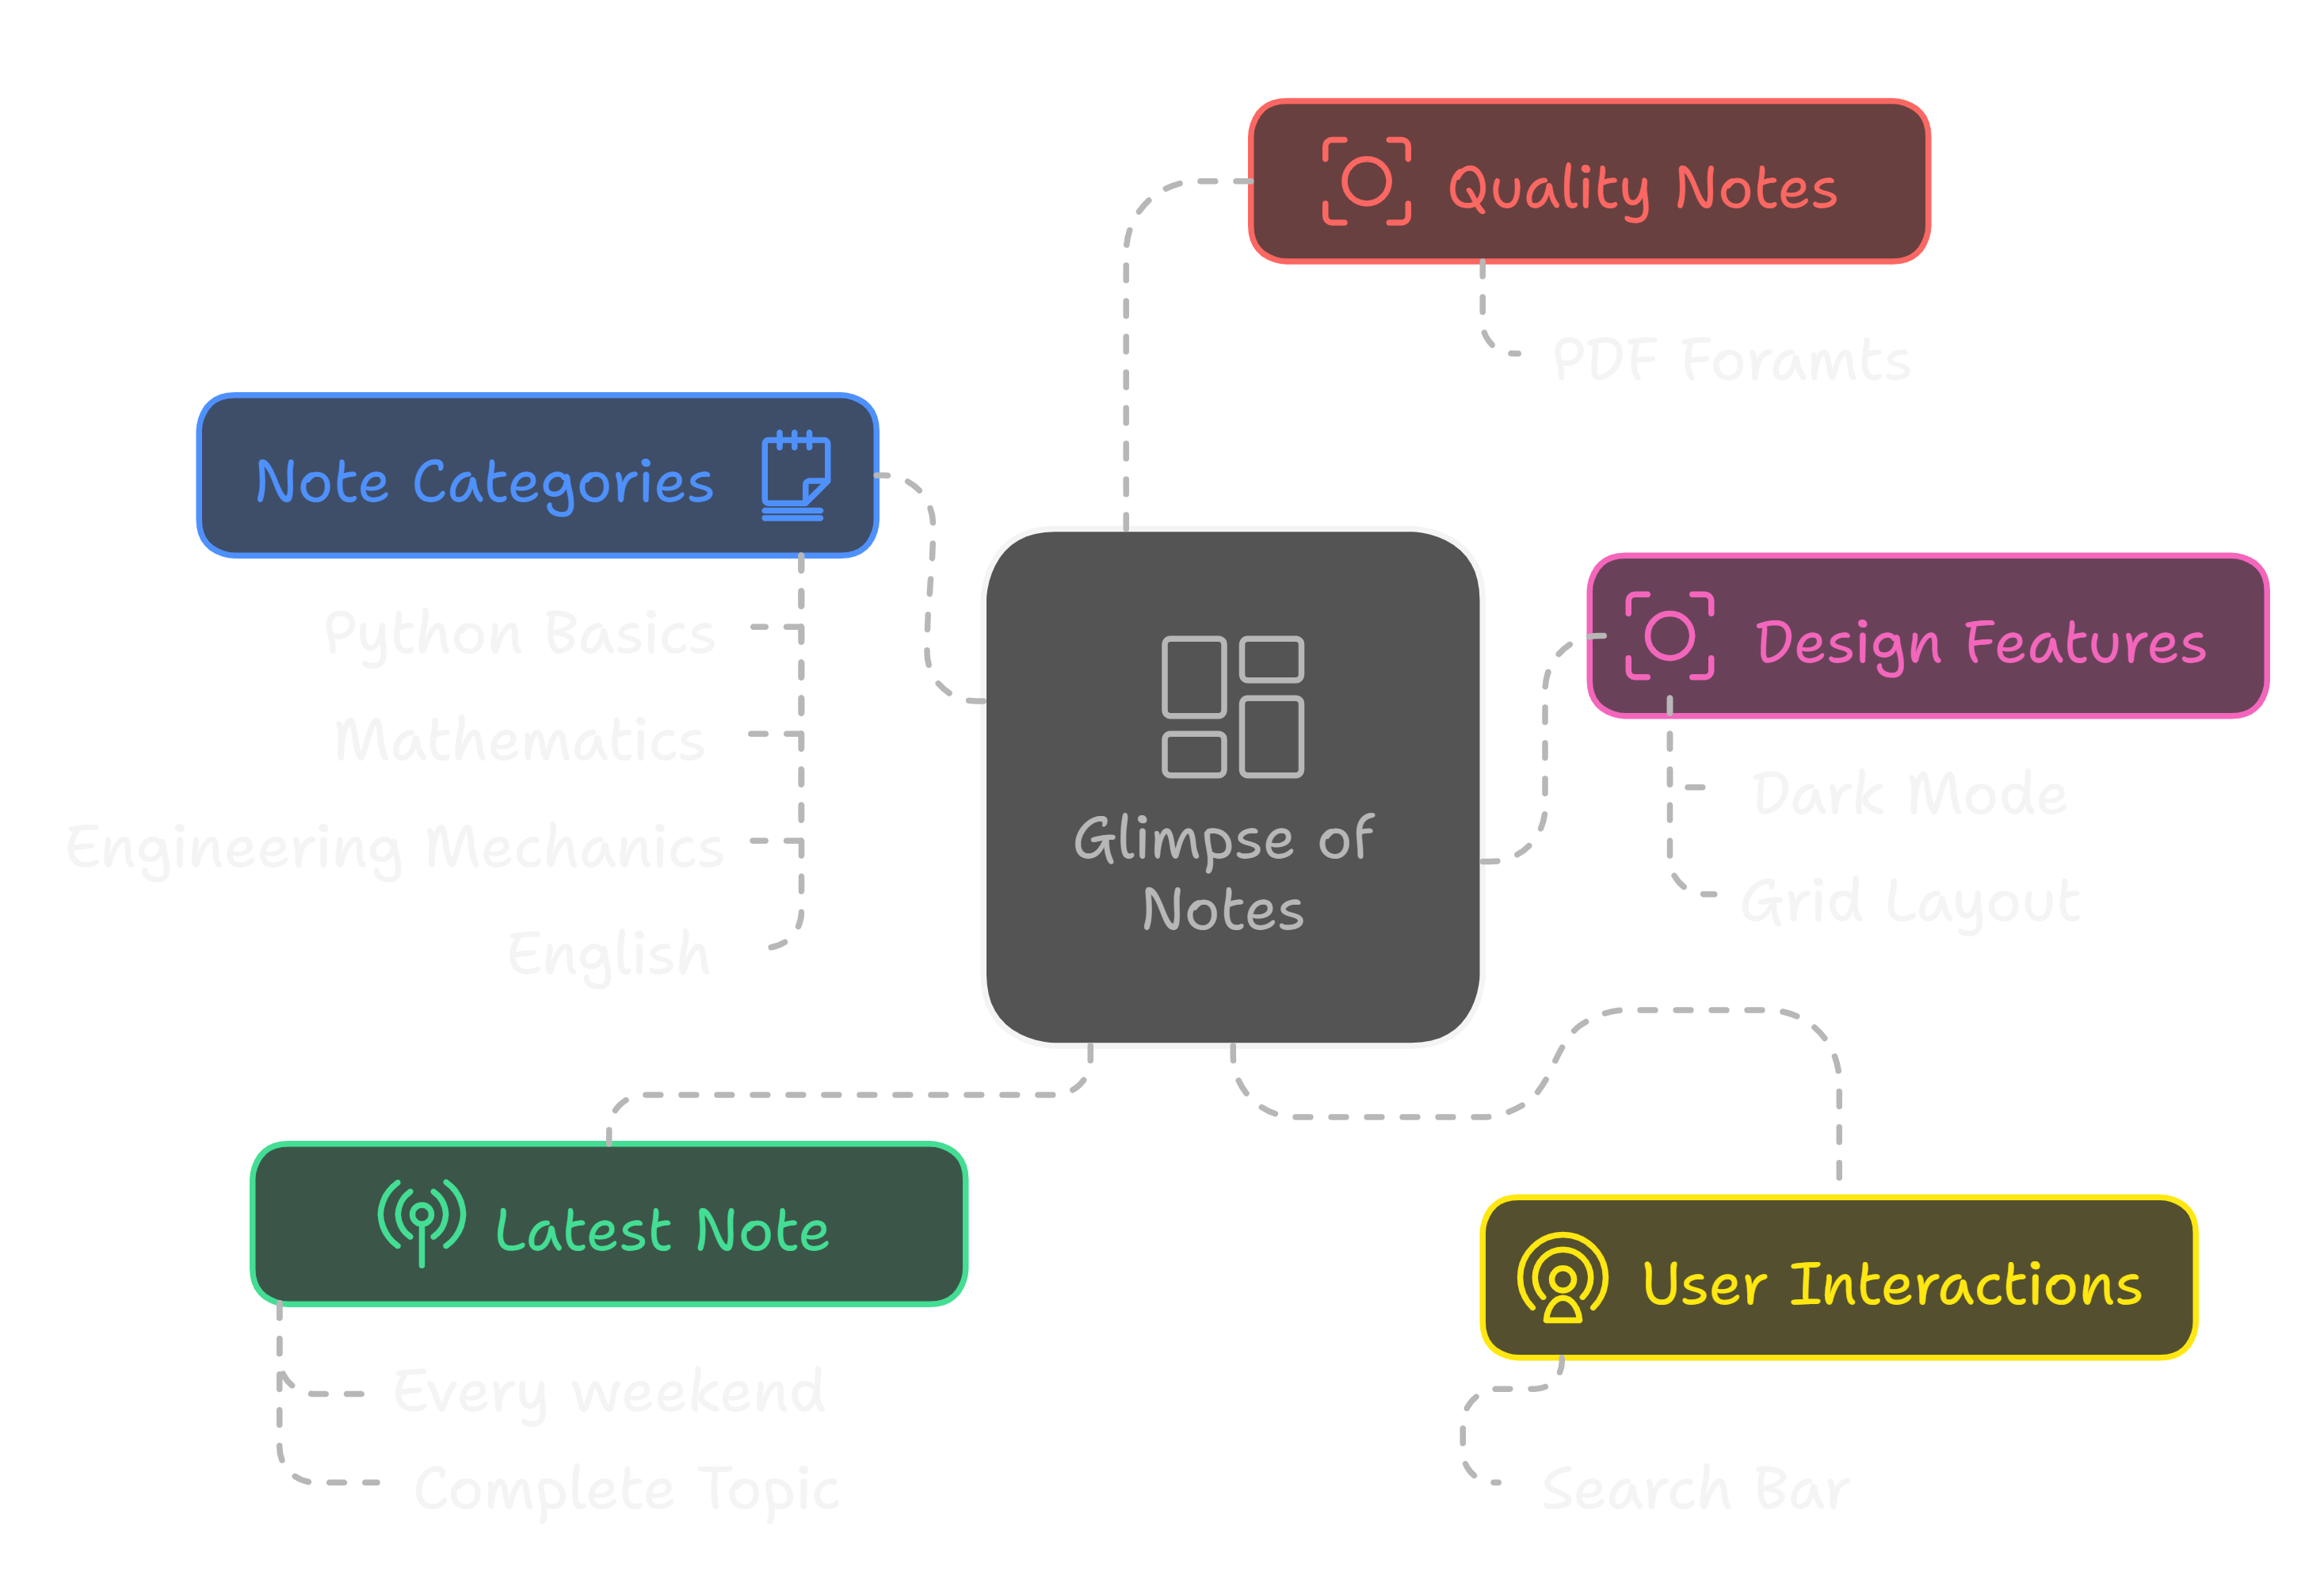 Quality Notes
PDF Foramts
Note Categories
Python Basics
Mathematics
Engineering Mechanics
English
Glimpse of
Notes
Design Features
Dark Mode
Grid Layout
Latest Note
Every weekend
Complete Topic
User Interactions
Search Bar